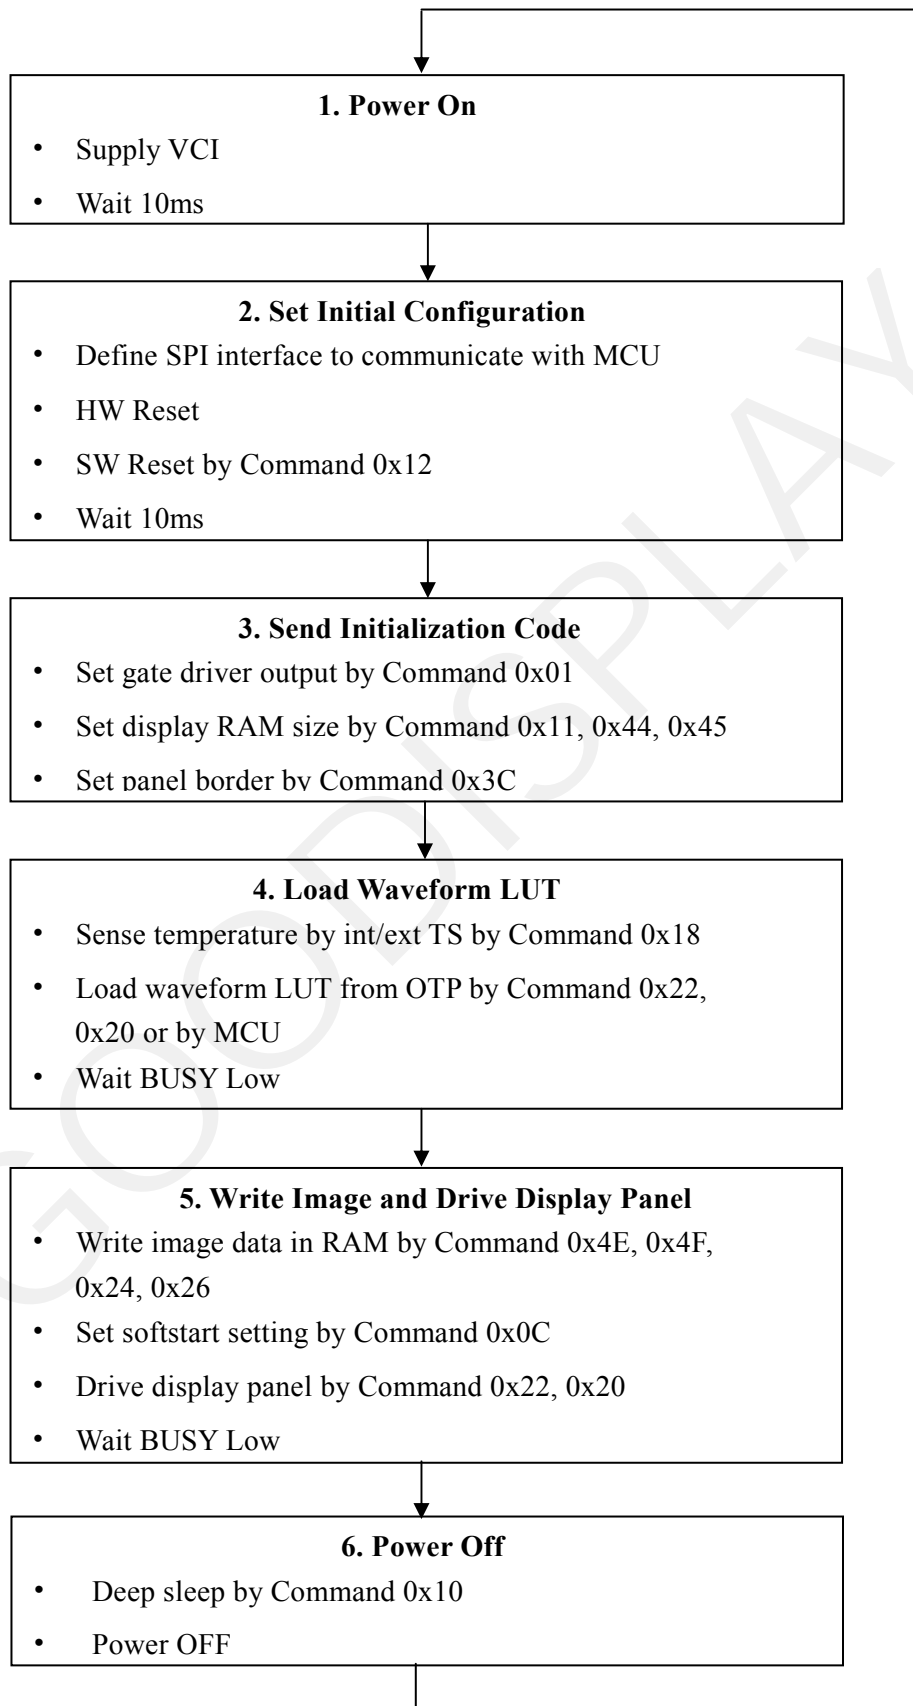 1. Power On
• Supply VCI
• Wait 10ms
2. Set Initial Configuration
• Define SPI interface to communicate with MCU
• HW Reset
• SW Reset by Command 0x12
• Wait 10ms
3. Send Initialization Code
• Set gate driver output by Command 0x01
• Set display RAM size by Command 0x11, 0x44, 0x45
• Set panel border by Command 0x3C
4. Load Waveform LUT
• Sense temperature by int/ext TS by Command 0x18
• Load waveform LUT from OTP by Command 0x22,
0x20 or by MCU
• Wait BUSY Low
5. Write Image and Drive Display Panel
• Write image data in RAM by Command 0x4E, 0x4F,
0x24, 0x26
• Set softstart setting by Command 0x0C
• Drive display panel by Command 0x22, 0x20
• Wait BUSY Low
6. Power Off
• Deep sleep by Command 0x10
• Power OFF
GOODISPLAY